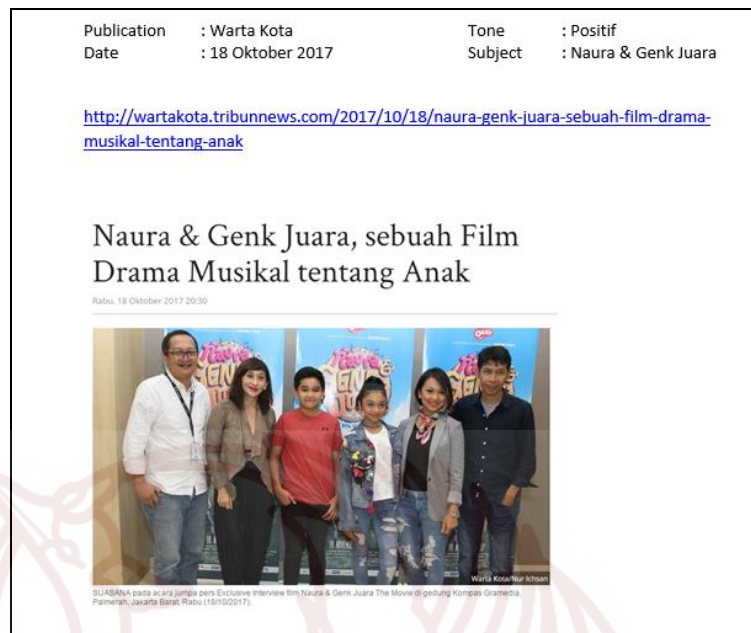 Publication : Warta Kota Tone : Positif
Date : 18 Oktober 2017 Subject : Naura & Genk Juara
http://wartakota.tribunnews.com/2017/10/18/naura-genk-juara-sebuah-film-drama-
musikal-tentang-anak
Naura & Genk Juara, sebuah Film
Drama Musikal tentang Anak
Rabu, 18 Oktober 2017 20:30
Naura &
GENK
JUARA
Warta Kota/Nur Ichsan
SUASANA pada acara jumpa pers Exclusive Interview film Naura & Genk Juara The Movie di gedung Kompas Gramedia,
Palmerah, Jakarta Barat, Rabu (18/10/2017).